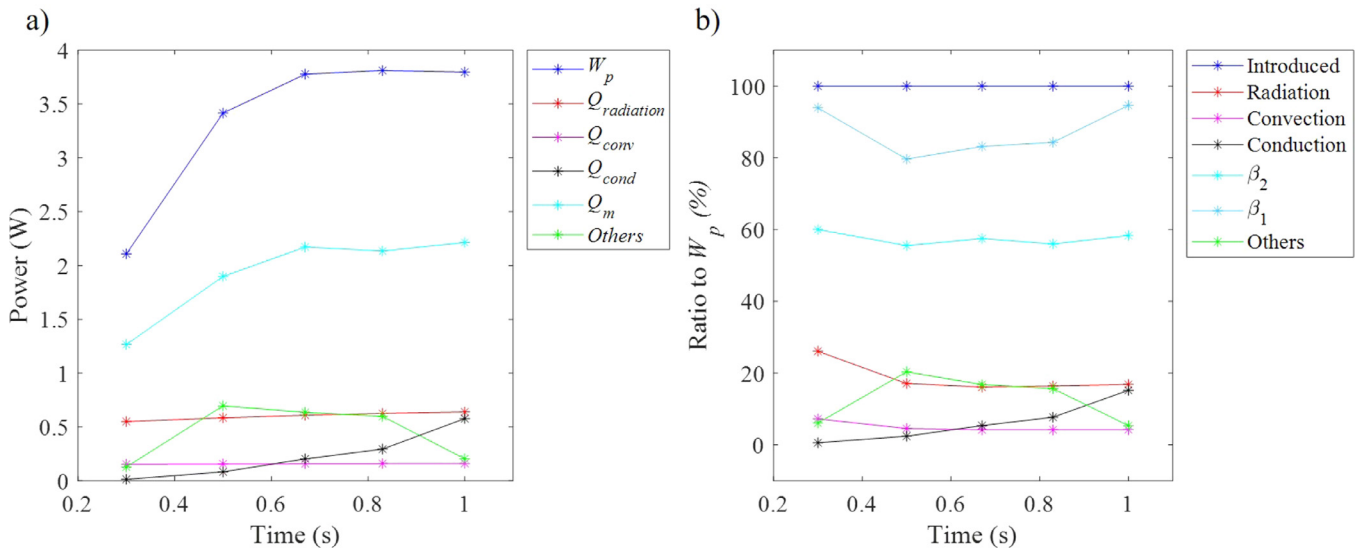 a)
4
3.5
3
2.5
2
1.5
1
0.5
0
Power (W)
0.2 0.4 0.6 0.8 1
Time (s)
W_p
Q_radiation
Q_conv
Q_cond
Q_m
Others
b)
100
80
60
40
20
0
Ratio to W_p (%)
0.2 0.4 0.6 0.8 1
Time (s)
Introduced
Radiation
Convection
Conduction
β_2
β_1
Others